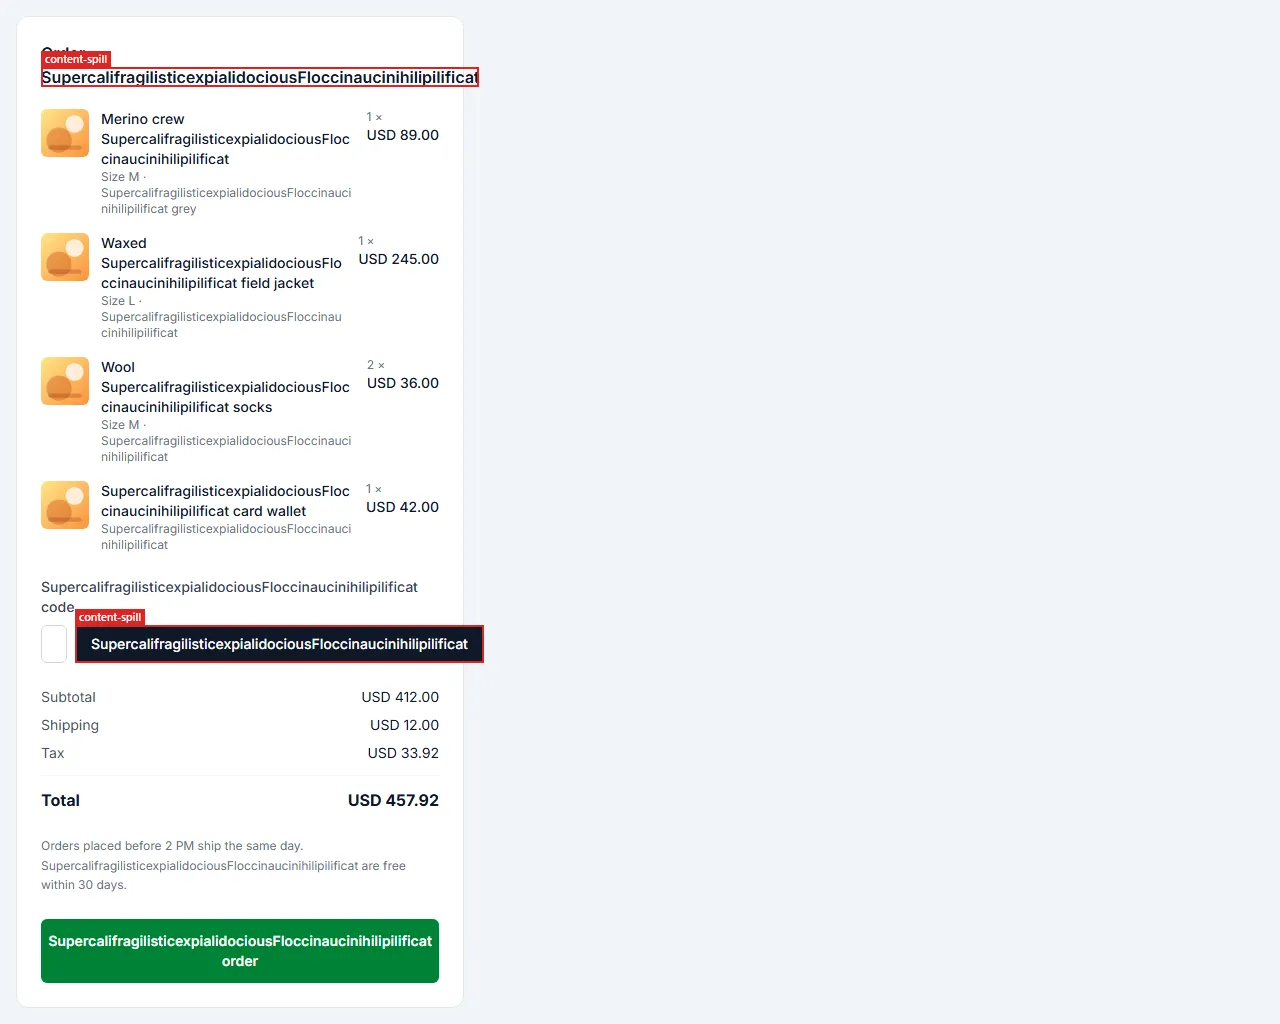 Order
content-spill
SupercalifragilisticexpialidociousFloccinaucinihilipilificat
Merino crew
SupercalifragilisticexpialidociousFloc
cinaucinihilipilificat
Size M ·
SupercalifragilisticexpialidociousFloccinauci
nihilipilificat grey
1 ×
USD 89.00
Waxed
SupercalifragilisticexpialidociousFlo
ccinaucinihilipilificat field jacket
Size L ·
SupercalifragilisticexpialidociousFloccinau
cinihilipilificat
1 ×
USD 245.00
Wool
SupercalifragilisticexpialidociousFloc
cinaucinihilipilificat socks
Size M ·
SupercalifragilisticexpialidociousFloccinauci
nihilipilificat
2 ×
USD 36.00
SupercalifragilisticexpialidociousFloc
cinaucinihilipilificat card wallet
SupercalifragilisticexpialidociousFloccinauci
nihilipilificat
1 ×
USD 42.00
SupercalifragilisticexpialidociousFloccinaucinihilipilificat
code
content-spill
SupercalifragilisticexpialidociousFloccinaucinihilipilificat
Subtotal USD 412.00
Shipping USD 12.00
Tax USD 33.92
Total USD 457.92
Orders placed before 2 PM ship the same day.
SupercalifragilisticexpialidociousFloccinaucinihilipilificat are free
within 30 days.
SupercalifragilisticexpialidociousFloccinaucinihilipilificat
order